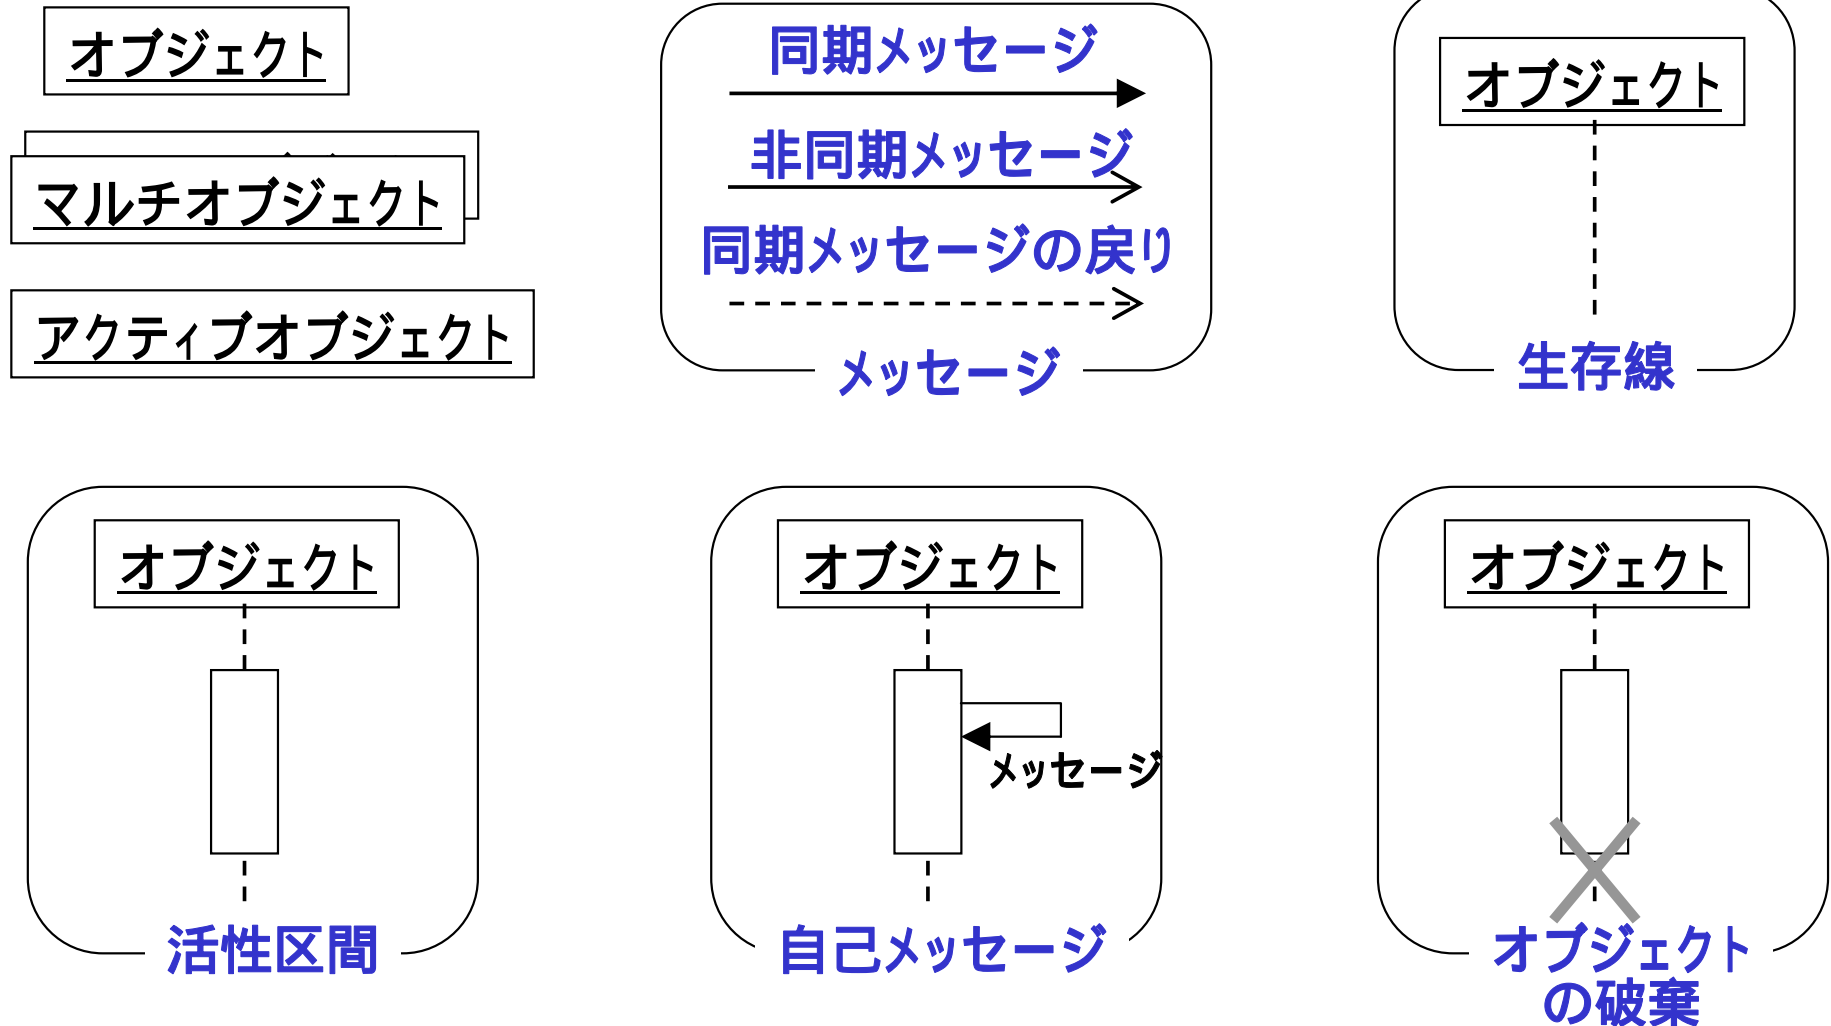 オブジェクト
マルチオブジェクト
アクティブオブジェクト
同期メッセージ
非同期メッセージ
同期メッセージの戻り
メッセージ
オブジェクト
生存線
オブジェクト
活性区間
オブジェクト
メッセージ
自己メッセージ
オブジェクト
オブジェクト
の破棄